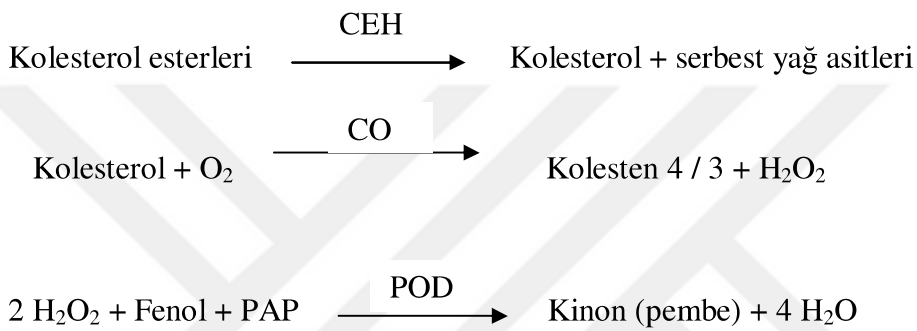 CEH
Kolesterol esterleri Kolesterol + serbest yağ asitleri
CO
Kolesterol + O₂ Kolesten 4 / 3 + H₂O₂
POD
2 H₂O₂ + Fenol + PAP Kinon (pembe) + 4 H₂O